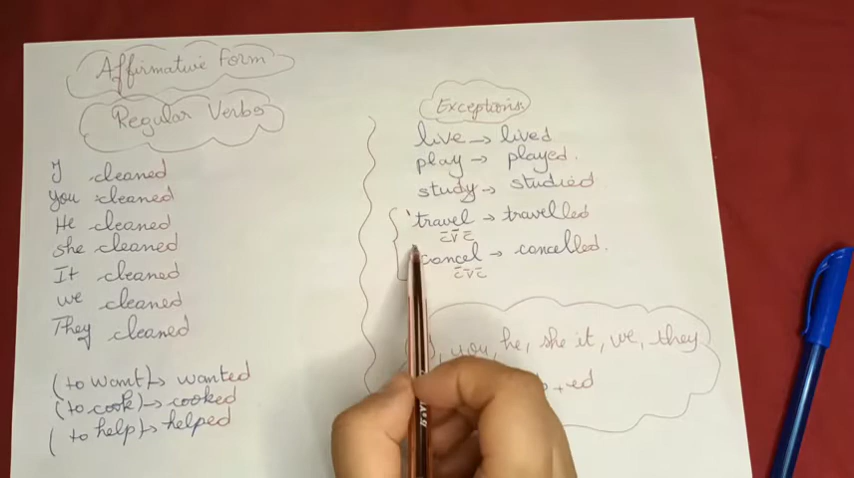 Affirmative Form
Regular Verbs
I cleaned
You cleaned
He cleaned
she cleaned
It cleaned
we cleaned
They cleaned
(to want)→ wanted
(to cook)→ cooked
(to help)→ helped
Exceptions
live → lived
play → played.
study → studied
'travel → travelled
c v c
cancel → cancelled.
c v c
, you, he, she it, we, they
+ ed